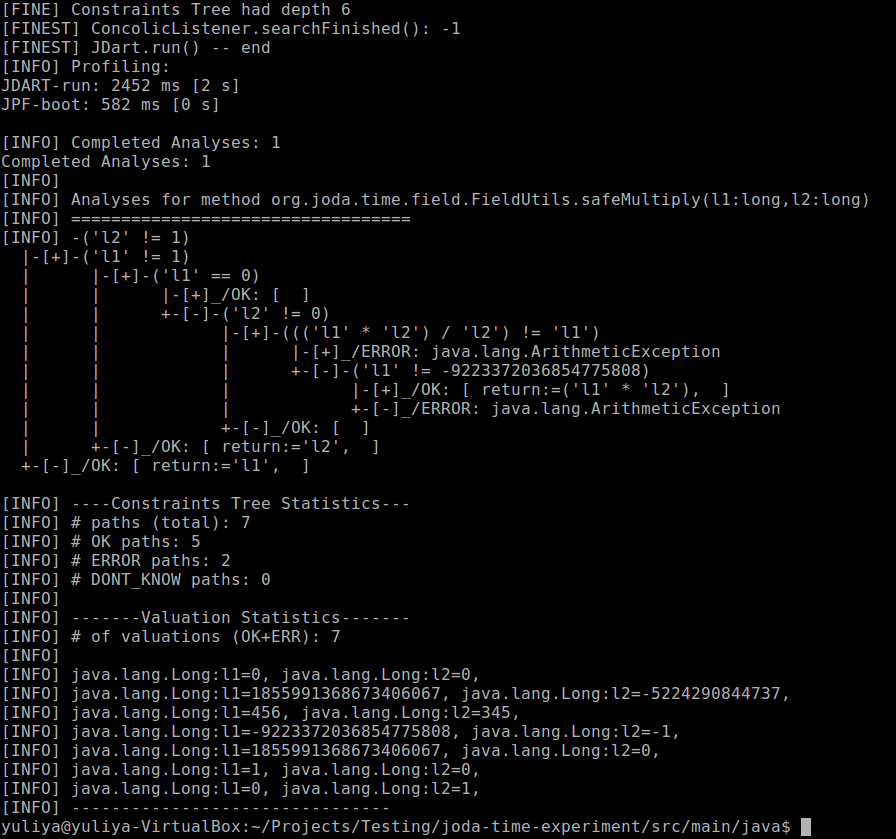 [FINE] Constraints Tree had depth 6
[FINEST] ConcolicListener.searchFinished(): -1
[FINEST] JDart.run() -- end
[INFO] Profiling:
JDART-run: 2452 ms [2 s]
JPF-boot: 582 ms [0 s]

[INFO] Completed Analyses: 1
Completed Analyses: 1
[INFO]
[INFO] Analyses for method org.joda.time.field.FieldUtils.safeMultiply(l1:long,l2:long)
[INFO] ==================================
[INFO] -('l2' != 1)
  |-[+]-('l1' != 1)
  |      |-[+]-('l1' == 0)
  |      |      |-[+]_/OK: [  ]
  |      |      +-[-]-('l2' != 0)
  |      |            |-[+]-((('l1' * 'l2') / 'l2') != 'l1')
  |      |            |      |-[+]_/ERROR: java.lang.ArithmeticException
  |      |            |      +-[-]-('l1' != -9223372036854775808)
  |      |            |            |-[+]_/OK: [ return:=('l1' * 'l2'),  ]
  |      |            |            +-[-]_/ERROR: java.lang.ArithmeticException
  |      |            +-[-]_/OK: [  ]
  |      +-[-]_/OK: [ return:='l2',  ]
  +-[-]_/OK: [ return:='l1',  ]

[INFO] ----Constraints Tree Statistics---
[INFO] # paths (total): 7
[INFO] # OK paths: 5
[INFO] # ERROR paths: 2
[INFO] # DONT_KNOW paths: 0
[INFO]
[INFO] -------Valuation Statistics-------
[INFO] # of valuations (OK+ERR): 7
[INFO]
[INFO] java.lang.Long:l1=0, java.lang.Long:l2=0,
[INFO] java.lang.Long:l1=1855991368673406067, java.lang.Long:l2=-5224290844737,
[INFO] java.lang.Long:l1=456, java.lang.Long:l2=345,
[INFO] java.lang.Long:l1=-9223372036854775808, java.lang.Long:l2=-1,
[INFO] java.lang.Long:l1=1855991368673406067, java.lang.Long:l2=0,
[INFO] java.lang.Long:l1=1, java.lang.Long:l2=0,
[INFO] java.lang.Long:l1=0, java.lang.Long:l2=1,
[INFO] --------------------------------
yuliya@yuliya-VirtualBox:~/Projects/Testing/joda-time-experiment/src/main/java$